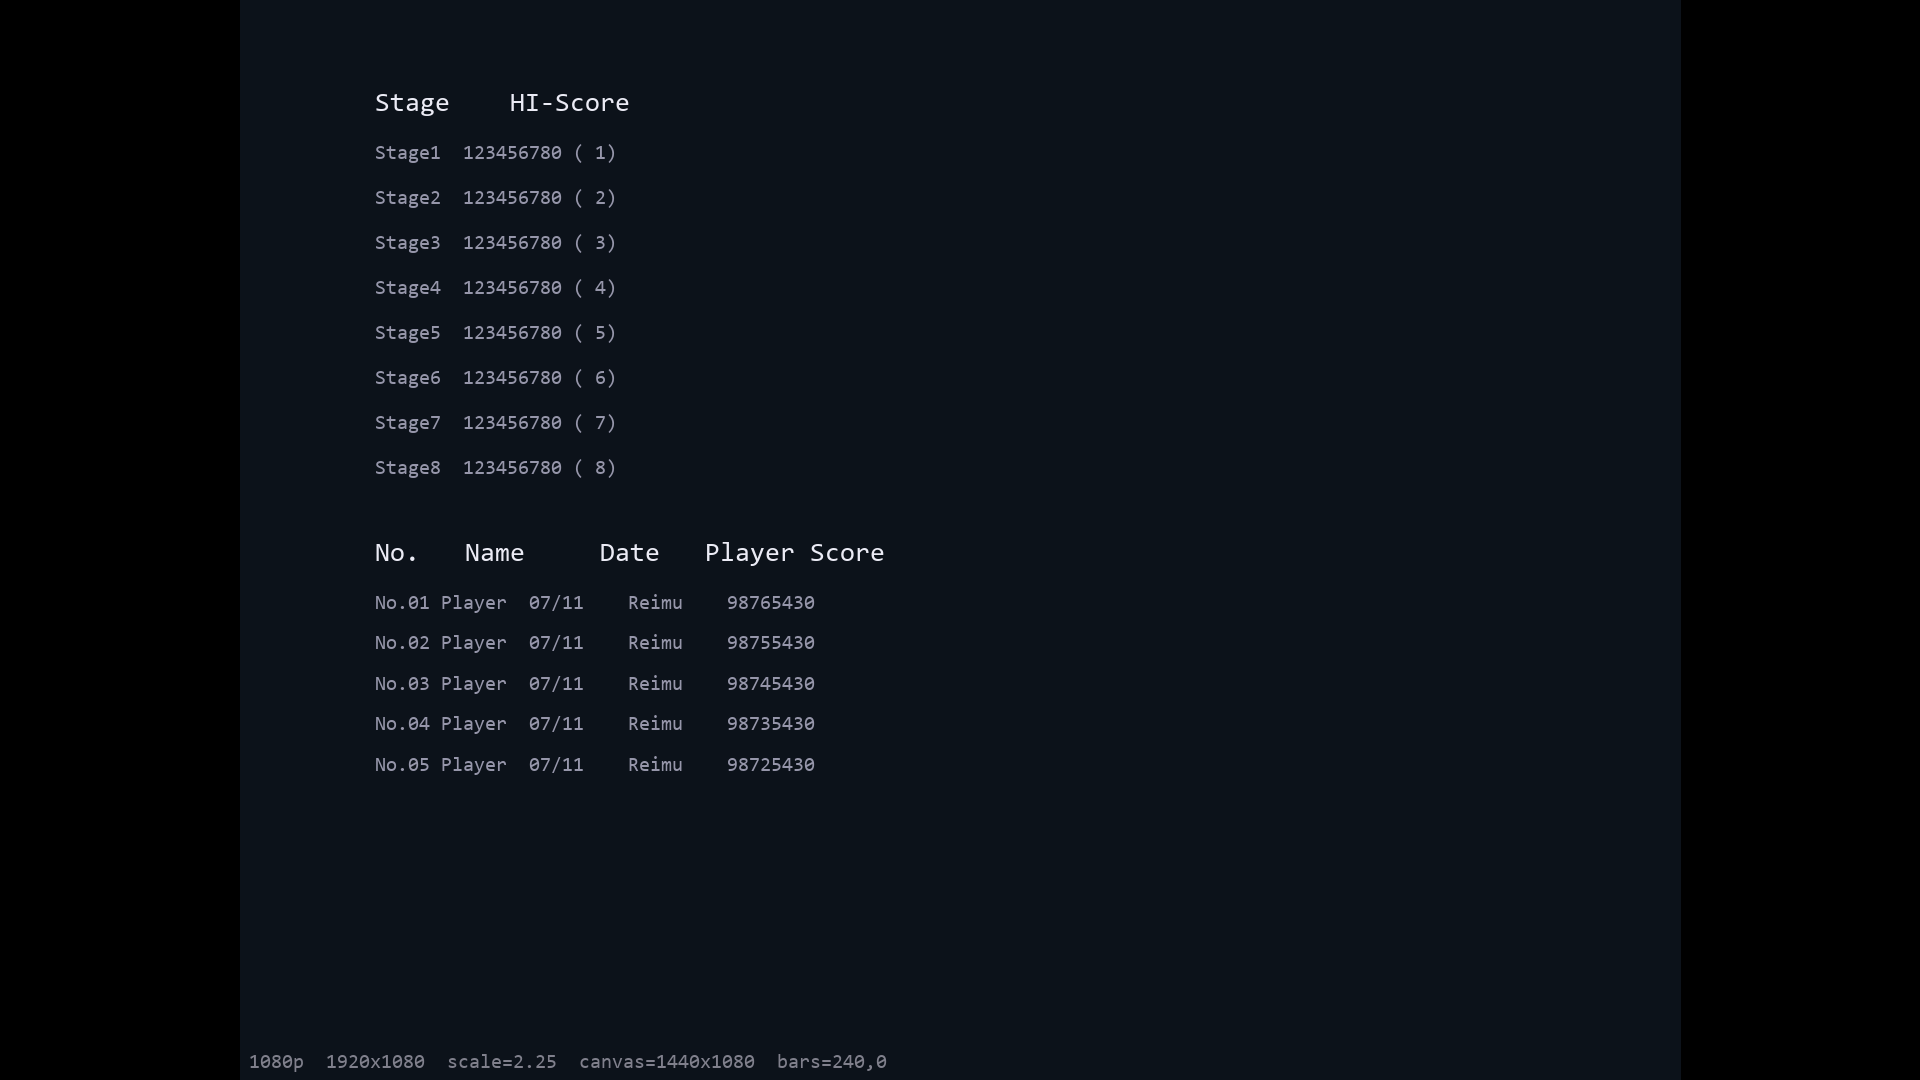 Stage    HI-Score
Stage1  123456780 ( 1)
Stage2  123456780 ( 2)
Stage3  123456780 ( 3)
Stage4  123456780 ( 4)
Stage5  123456780 ( 5)
Stage6  123456780 ( 6)
Stage7  123456780 ( 7)
Stage8  123456780 ( 8)
No.   Name     Date   Player Score
No.01 Player  07/11    Reimu    98765430
No.02 Player  07/11    Reimu    98755430
No.03 Player  07/11    Reimu    98745430
No.04 Player  07/11    Reimu    98735430
No.05 Player  07/11    Reimu    98725430
1080p  1920x1080  scale=2.25  canvas=1440x1080  bars=240,0